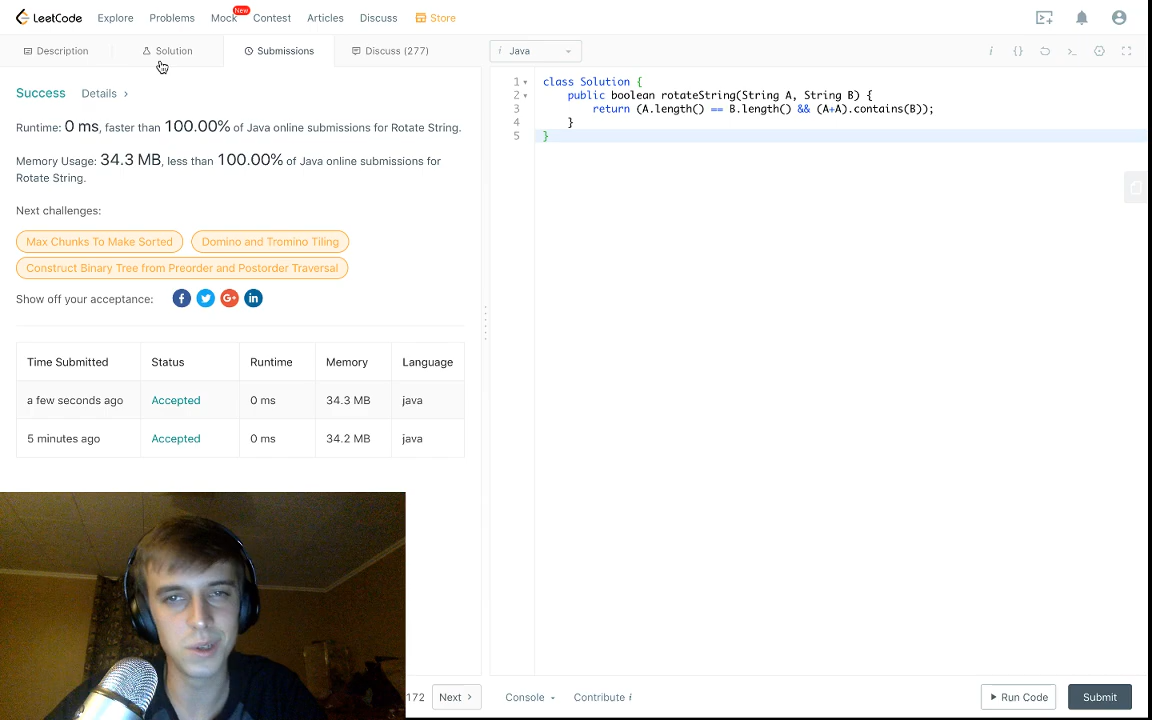 LeetCode Explore Problems Mock New Contest Articles Discuss Store
Description Solution Submissions Discuss (277)
i Java
i {} >_
Success Details ›
Runtime: 0 ms, faster than 100.00% of Java online submissions for Rotate String.
Memory Usage: 34.3 MB, less than 100.00% of Java online submissions for
Rotate String.
Next challenges:
Max Chunks To Make Sorted Domino and Tromino Tiling
Construct Binary Tree from Preorder and Postorder Traversal
Show off your acceptance: f G+ in
Time Submitted Status Runtime Memory Language
a few seconds ago Accepted 0 ms 34.3 MB java
5 minutes ago Accepted 0 ms 34.2 MB java
1 class Solution {
2 public boolean rotateString(String A, String B) {
3 return (A.length() == B.length() && (A+A).contains(B));
4 }
5 }
172 Next › Console Contribute i Run Code Submit